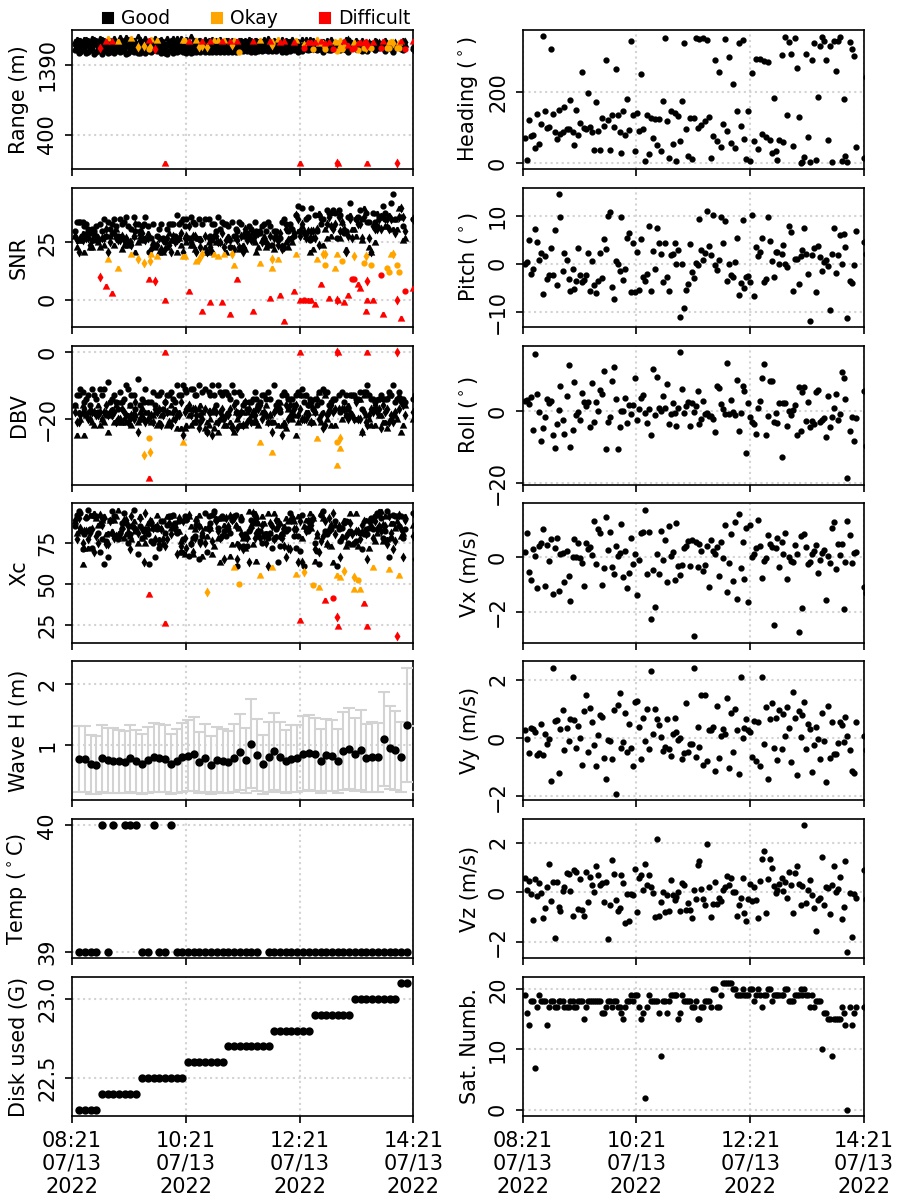 Good Okay Difficult
Range (m)
1390
400
Heading (°)
200
0
SNR
25
0
Pitch (°)
10
0
−10
DBV
0
−20
Roll (°)
0
−20
Xc
75
50
25
Vx (m/s)
0
−2
Wave H (m)
2
1
Vy (m/s)
2
0
−2
Temp (°C)
40
39
Vz (m/s)
2
0
−2
Disk used (G)
23.0
22.5
Sat. Numb.
20
10
0
08:21 10:21 12:21 14:21 08:21 10:21 12:21 14:21
07/13 07/13 07/13 07/13 07/13 07/13 07/13 07/13
2022 2022 2022 2022 2022 2022 2022 2022